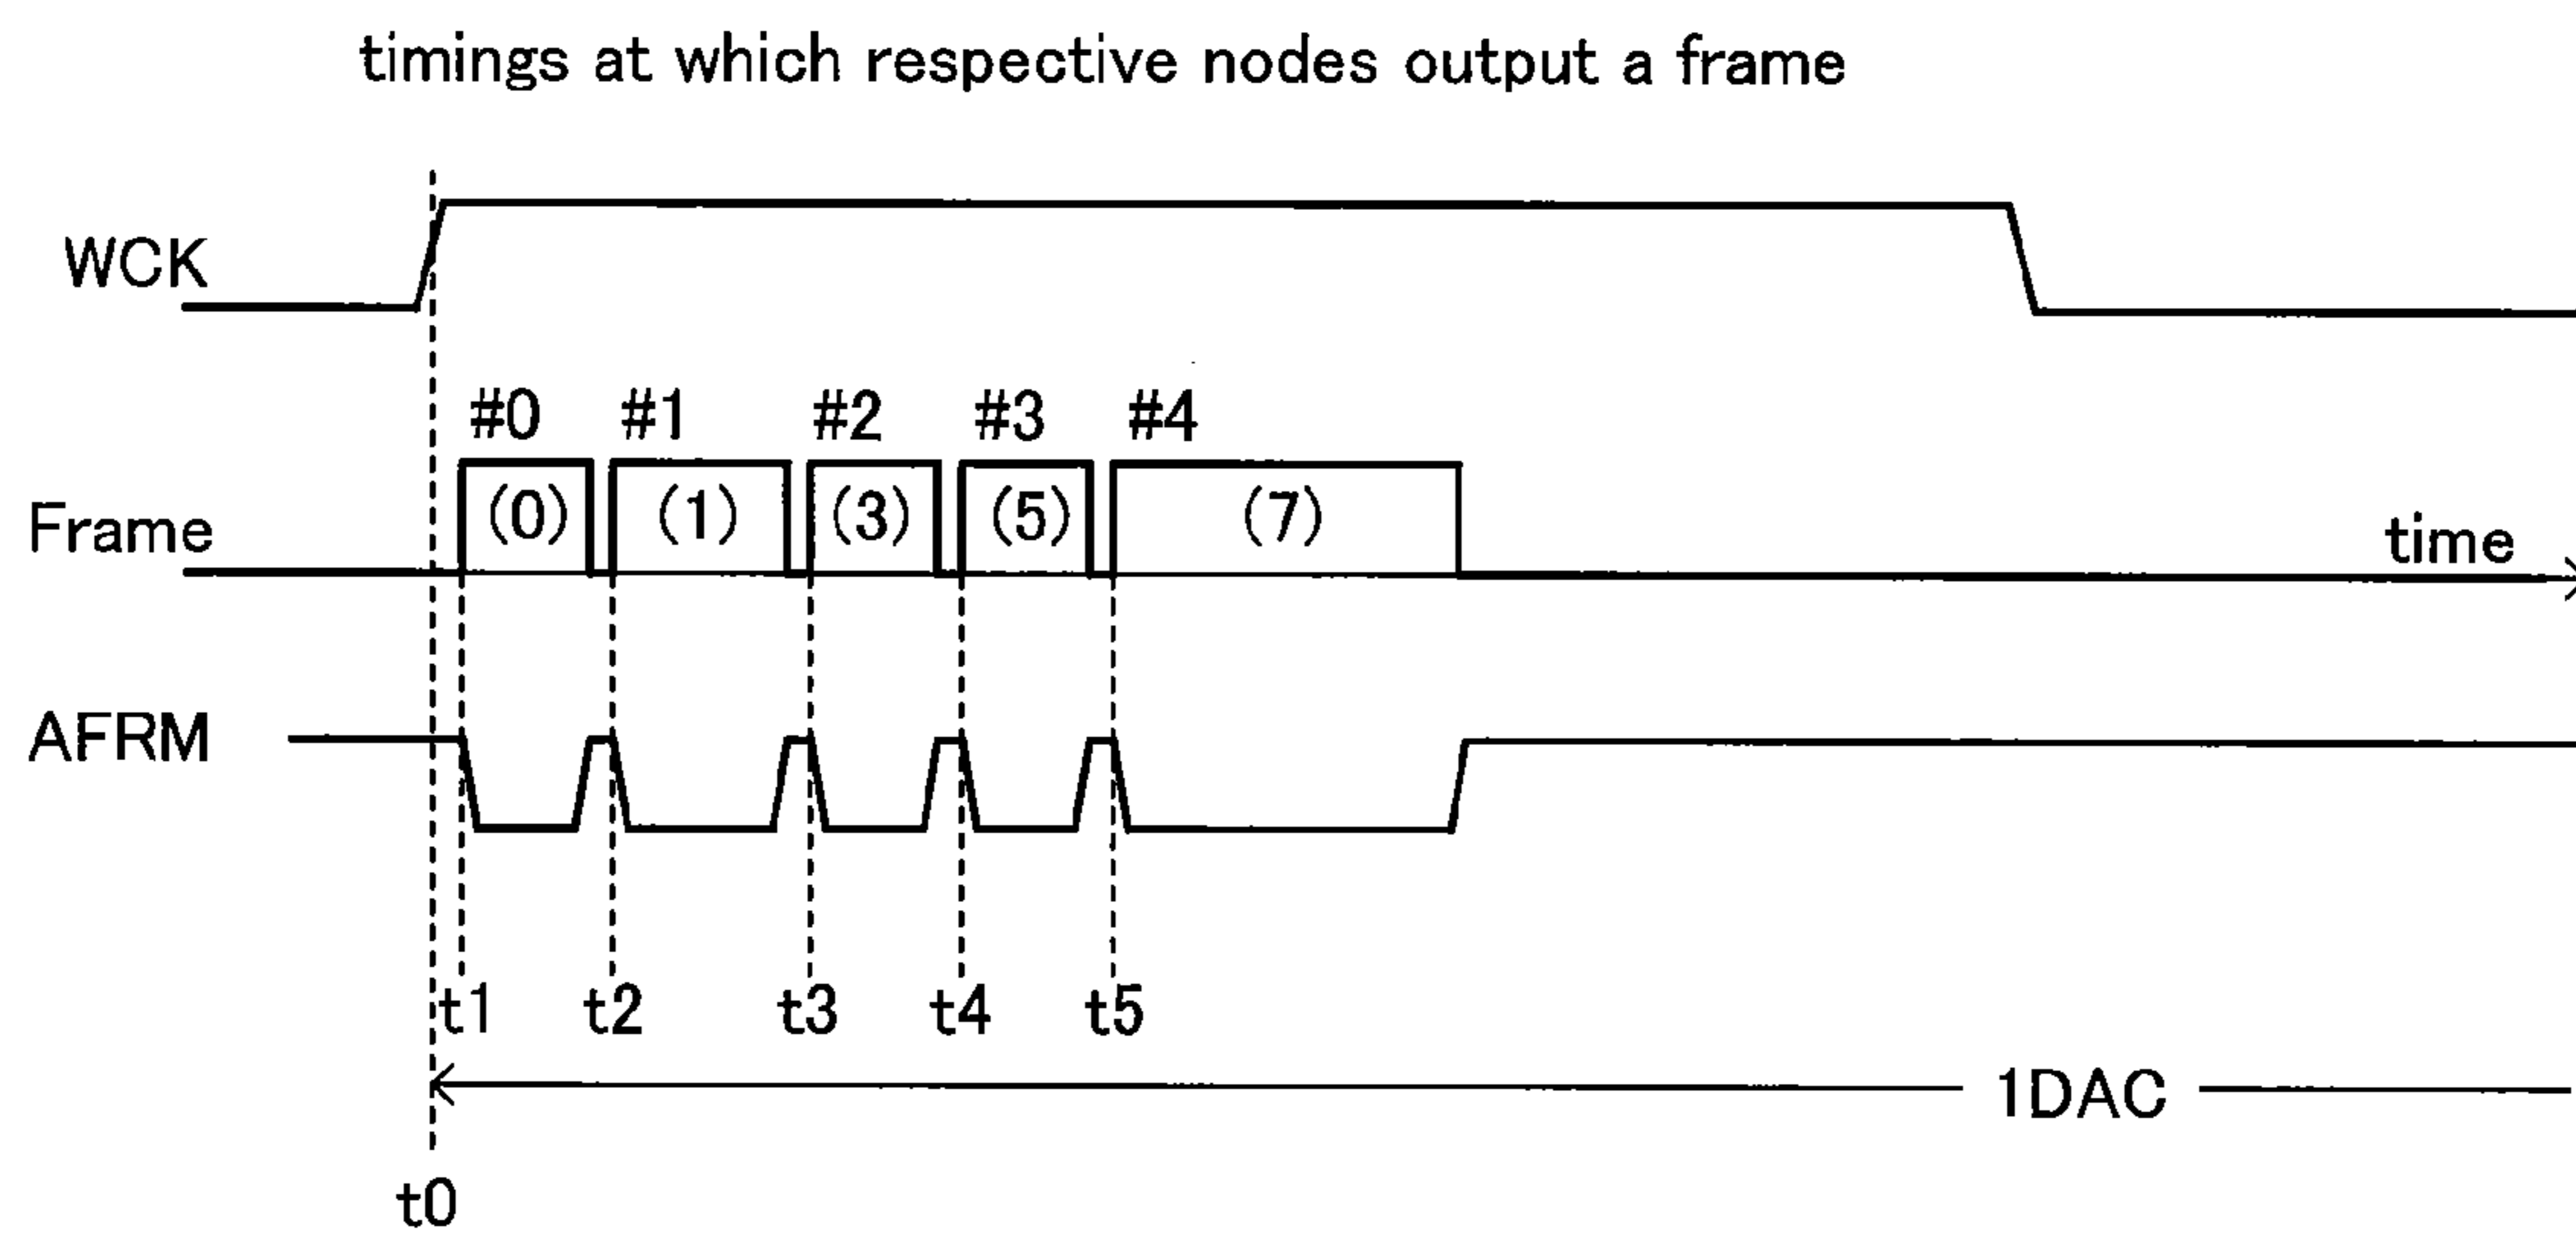 timings at which respective nodes output a frame
WCK
#0 #1 #2 #3 #4
Frame (0) (1) (3) (5) (7) time
AFRM
t1 t2 t3 t4 t5
1DAC
t0